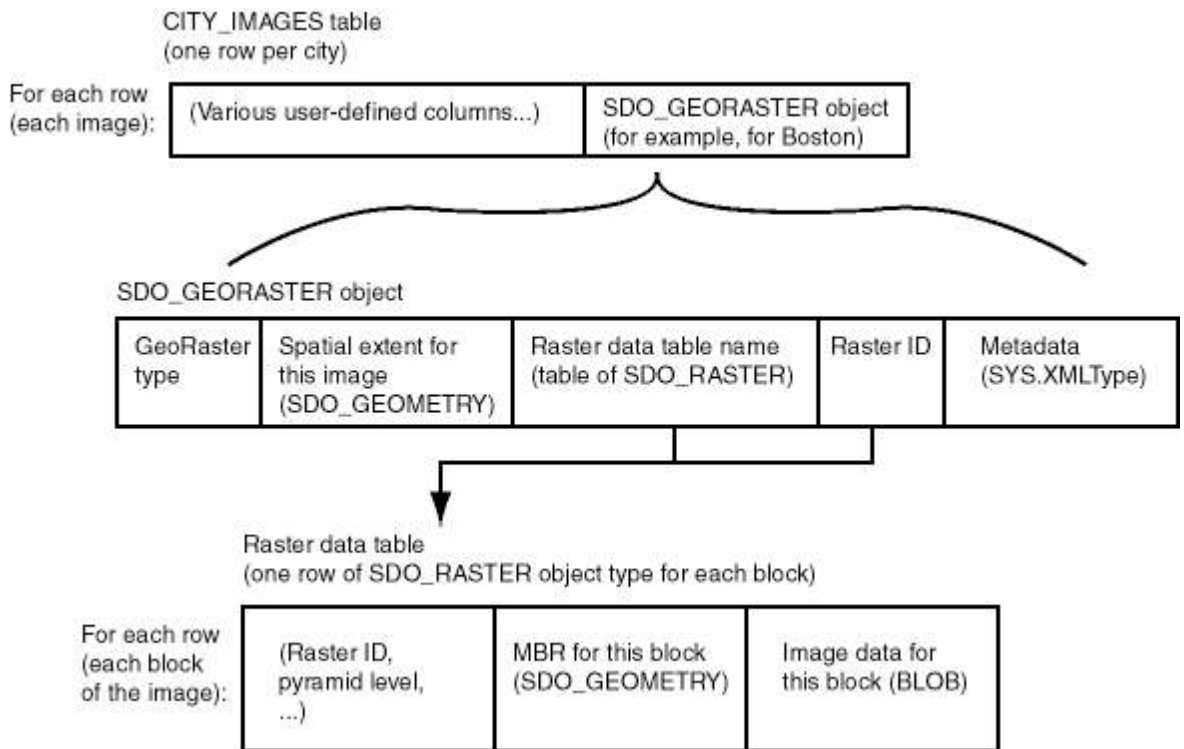 CITY_IMAGES table
(one row per city)
For each row
(each image):
(Various user-defined columns...)
SDO_GEORASTER object
(for example, for Boston)
SDO_GEORASTER object
GeoRaster
type
Spatial extent for
this image
(SDO_GEOMETRY)
Raster data table name
(table of SDO_RASTER)
Raster ID
Metadata
(SYS.XMLType)
Raster data table
(one row of SDO_RASTER object type for each block)
For each row
(each block
of the image):
(Raster ID,
pyramid level,
...)
MBR for this block
(SDO_GEOMETRY)
Image data for
this block (BLOB)